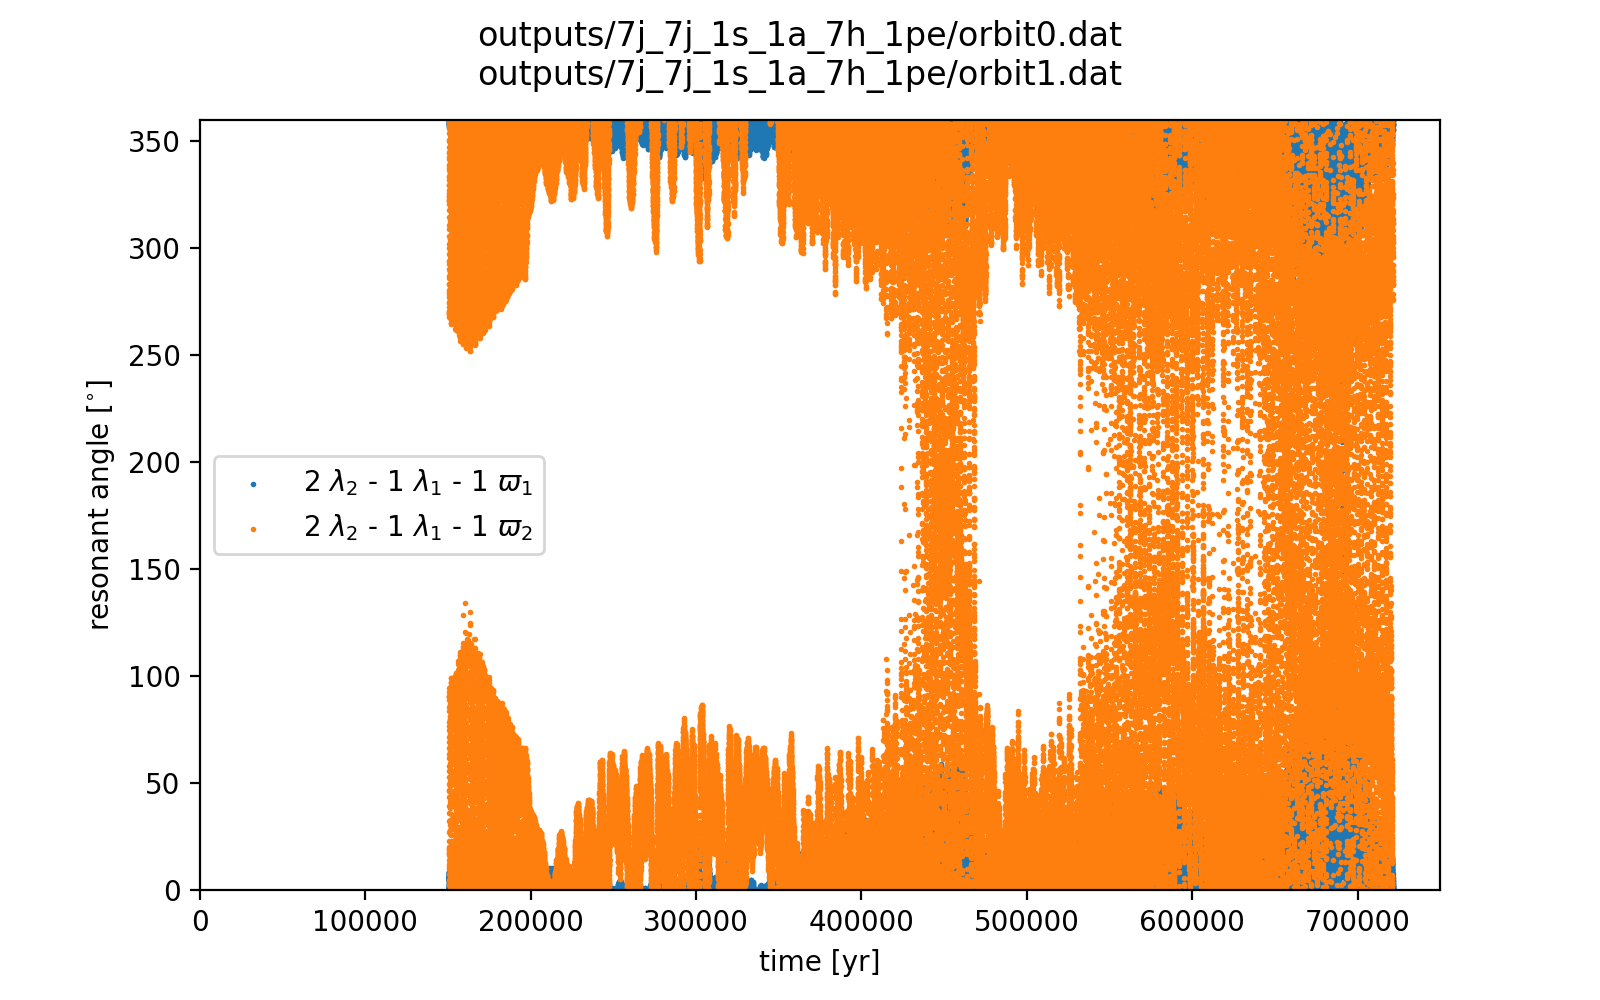 outputs/7j_7j_1s_1a_7h_1pe/orbit0.dat
outputs/7j_7j_1s_1a_7h_1pe/orbit1.dat
350
300
250
200
150
100
50
0
resonant angle [°]
2 λ₂ - 1 λ₁ - 1 ϖ₁
2 λ₂ - 1 λ₁ - 1 ϖ₂
0 100000 200000 300000 400000 500000 600000 700000
time [yr]